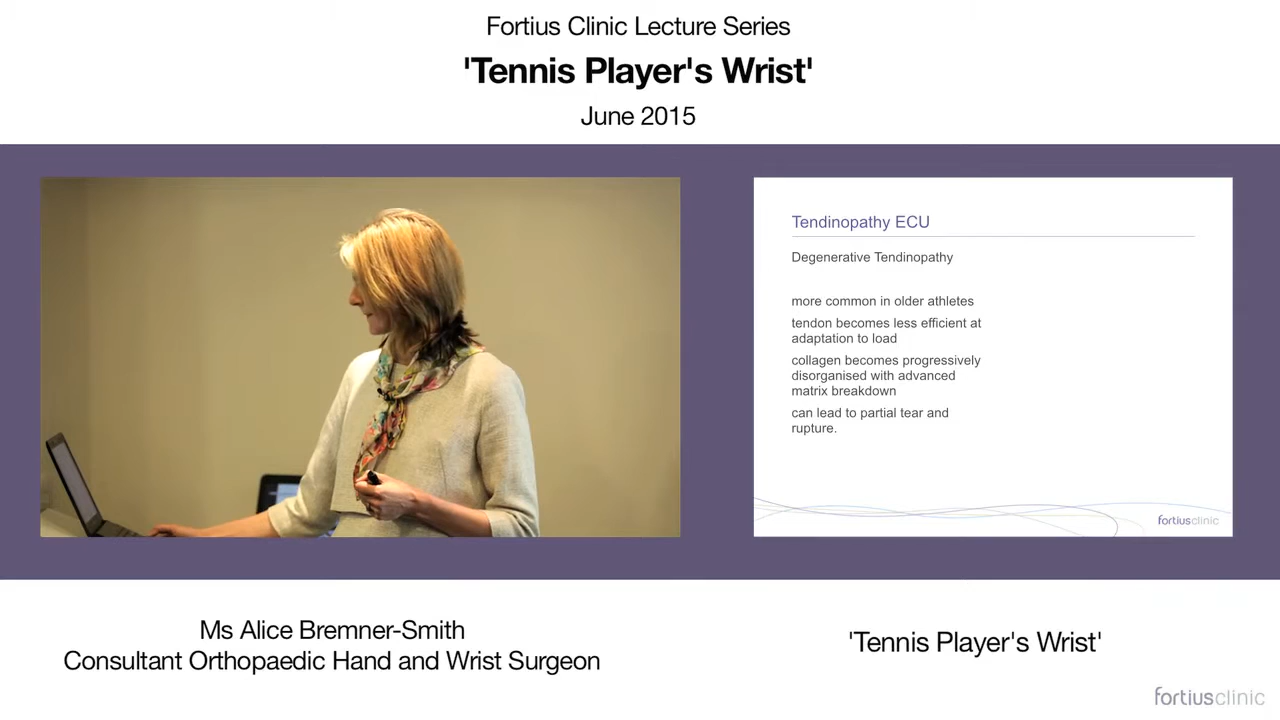 Fortius Clinic Lecture Series
'Tennis Player's Wrist'
June 2015
Tendinopathy ECU
Degenerative Tendinopathy
more common in older athletes
tendon becomes less efficient at
adaptation to load
collagen becomes progressively
disorganised with advanced
matrix breakdown
can lead to partial tear and
rupture.
fortiusclinic
Ms Alice Bremner-Smith
Consultant Orthopaedic Hand and Wrist Surgeon
'Tennis Player's Wrist'
fortiusclinic